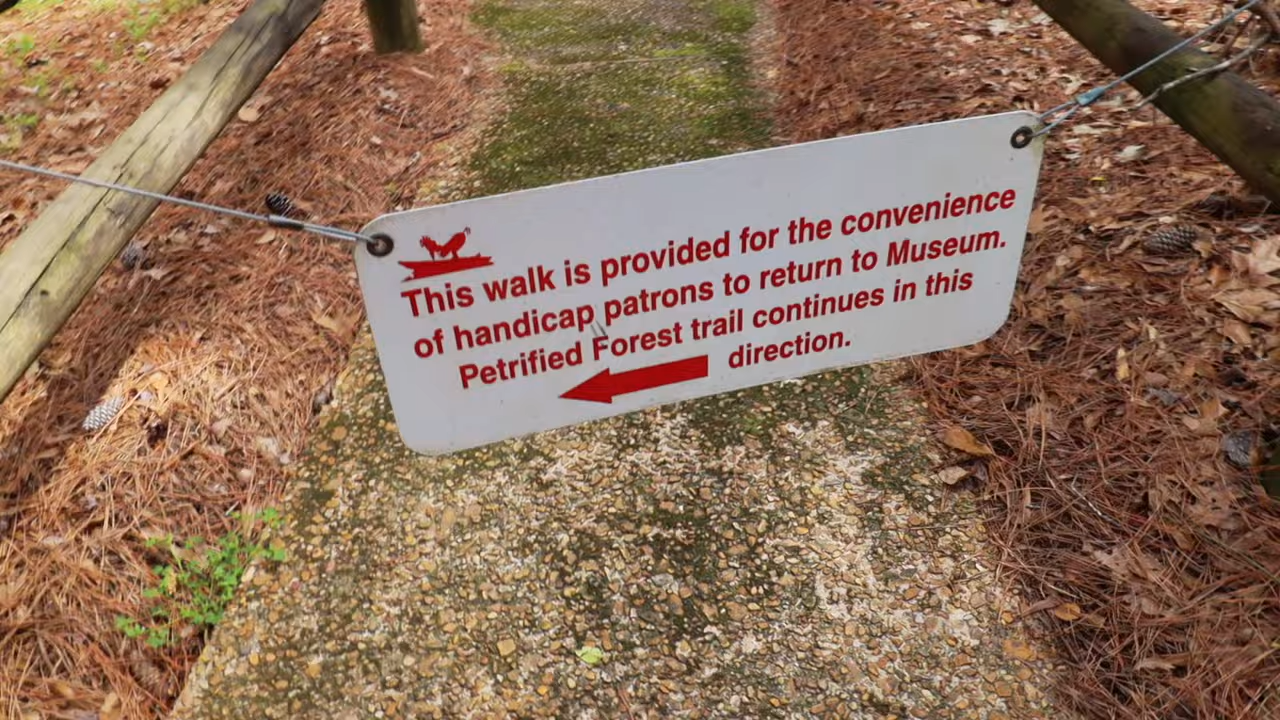 This walk is provided for the convenience
of handicap patrons to return to Museum.
Petrified Forest trail continues in this
direction.